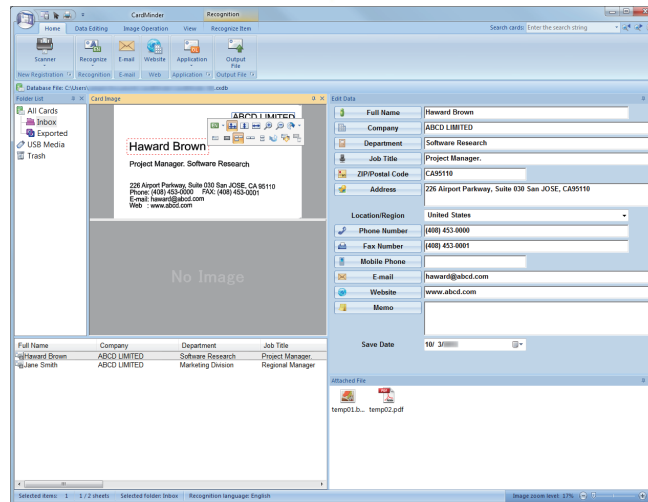 CardMinder
Recognition
Home Data Editing Image Operation View Recognize Item
Search cards: Enter the search string
Scanner Recognize E-mail Website Application Output File
New Registration Recognition E-mail Web Application Output File
Database File: C:\Users\ .cxdb
Folder List
All Cards
Inbox
Exported
USB Media
Trash
Card Image
ABCD LIMITED
Haward Brown
Project Manager. Software Research
226 Airport Parkway, Suite 030 San JOSE, CA 95110
Phone: (408) 453-0000 FAX: (408) 453-0001
E-mail: haward@abcd.com
Web : www.abcd.com
No Image
Edit Data
Full Name Haward Brown
Company ABCD LIMITED
Department Software Research
Job Title Project Manager.
ZIP/Postal Code CA95110
Address 226 Airport Parkway, Suite 030 San JOSE, CA95110
Location/Region United States
Phone Number (408) 453-0000
Fax Number (408) 453-0001
Mobile Phone
E-mail haward@abcd.com
Website www.abcd.com
Memo
Save Date 10/ 3/
Full Name Company Department Job Title
Haward Brown ABCD LIMITED Software Research Project Manager.
Jane Smith ABCD LIMITED Marketing Division Regional Manager
Attached File
temp01.b... temp02.pdf
PDF
Selected items: 1 1 / 2 sheets Selected folder: Inbox Recognition language: English
Image zoom level: 17%